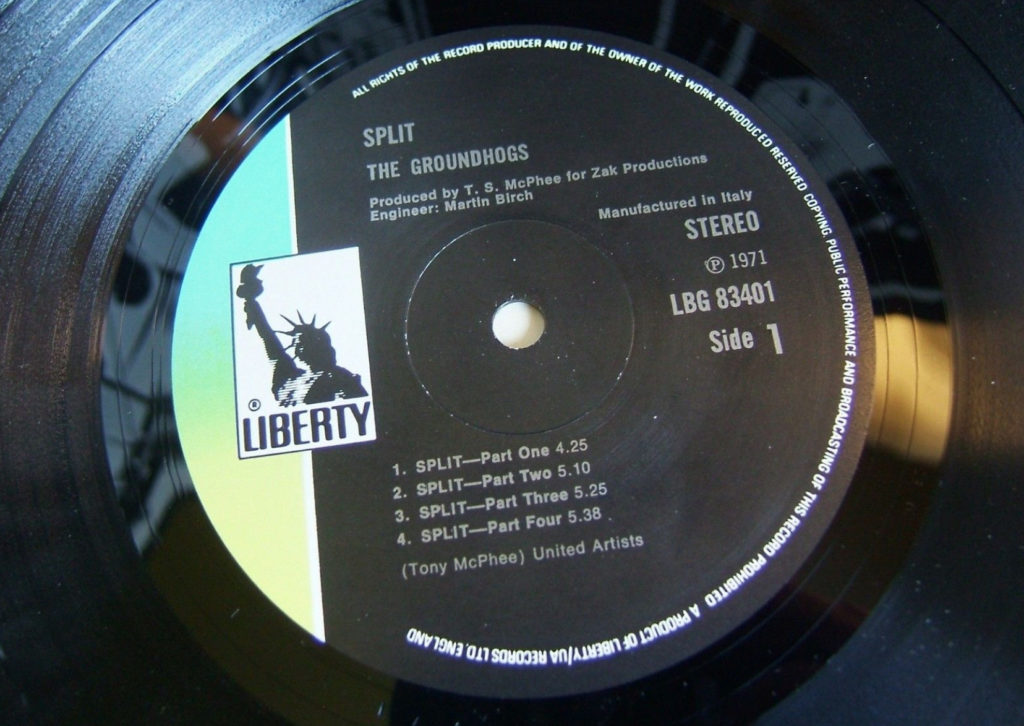 ALL RIGHTS OF THE RECORD PRODUCER AND OF THE OWNER OF THE WORK REPRODUCED RESERVED COPYING, PUBLIC PERFORMANCE AND BROADCASTING OF THIS RECORD PROHIBITED A PRODUCT OF LIBERTY/UA RECORDS LTD. ENGLAND
SPLIT
THE GROUNDHOGS
Produced by T. S. McPhee for Zak Productions
Engineer: Martin Birch
Manufactured in Italy
STEREO
℗ 1971
LBG 83401
Side 1
®
LIBERTY
1. SPLIT—Part One 4.25
2. SPLIT—Part Two 5.10
3. SPLIT—Part Three 5.25
4. SPLIT—Part Four 5.38
(Tony McPhee) United Artists